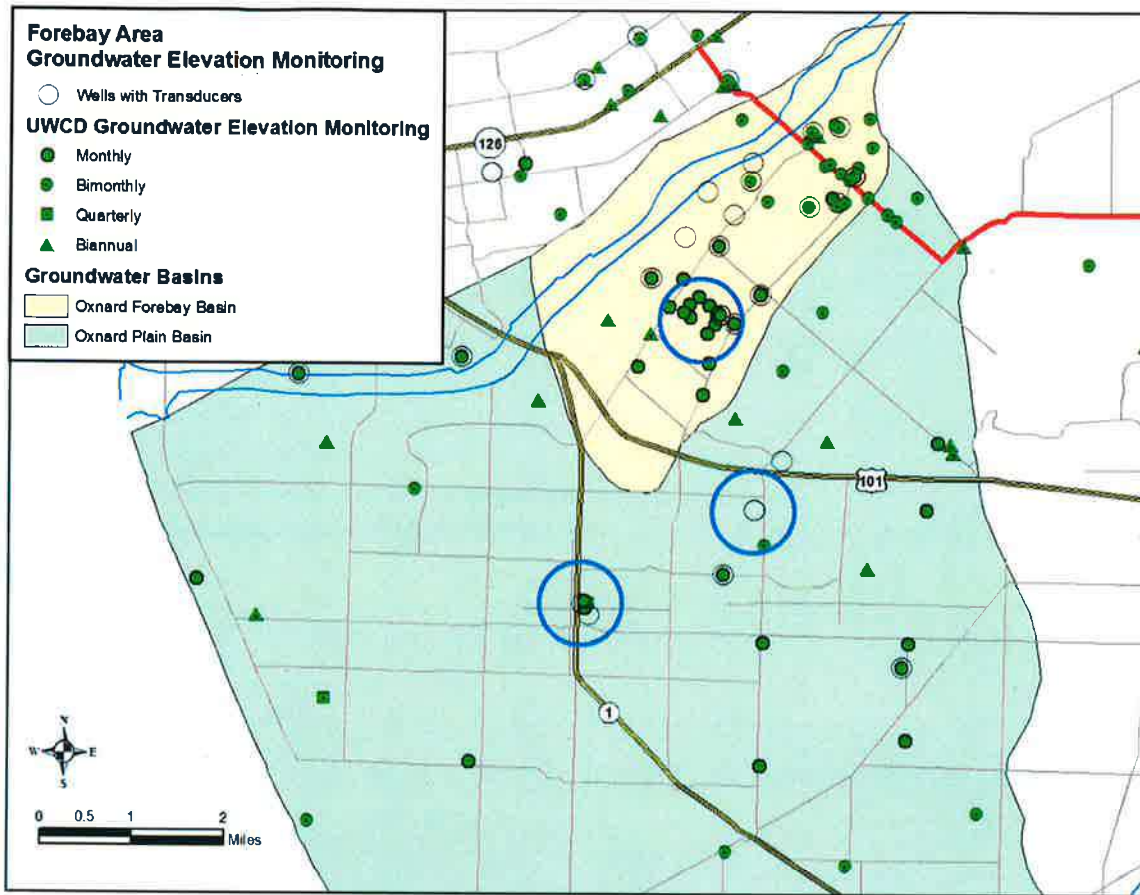 Forebay Area
Groundwater Elevation Monitoring
Wells with Transducers
UWCD Groundwater Elevation Monitoring
Monthly
Bimonthly
Quarterly
Biannual
Groundwater Basins
Oxnard Forebay Basin
Oxnard Plain Basin
126
101
1
N
W E
S
0 0.5 1 2
Miles